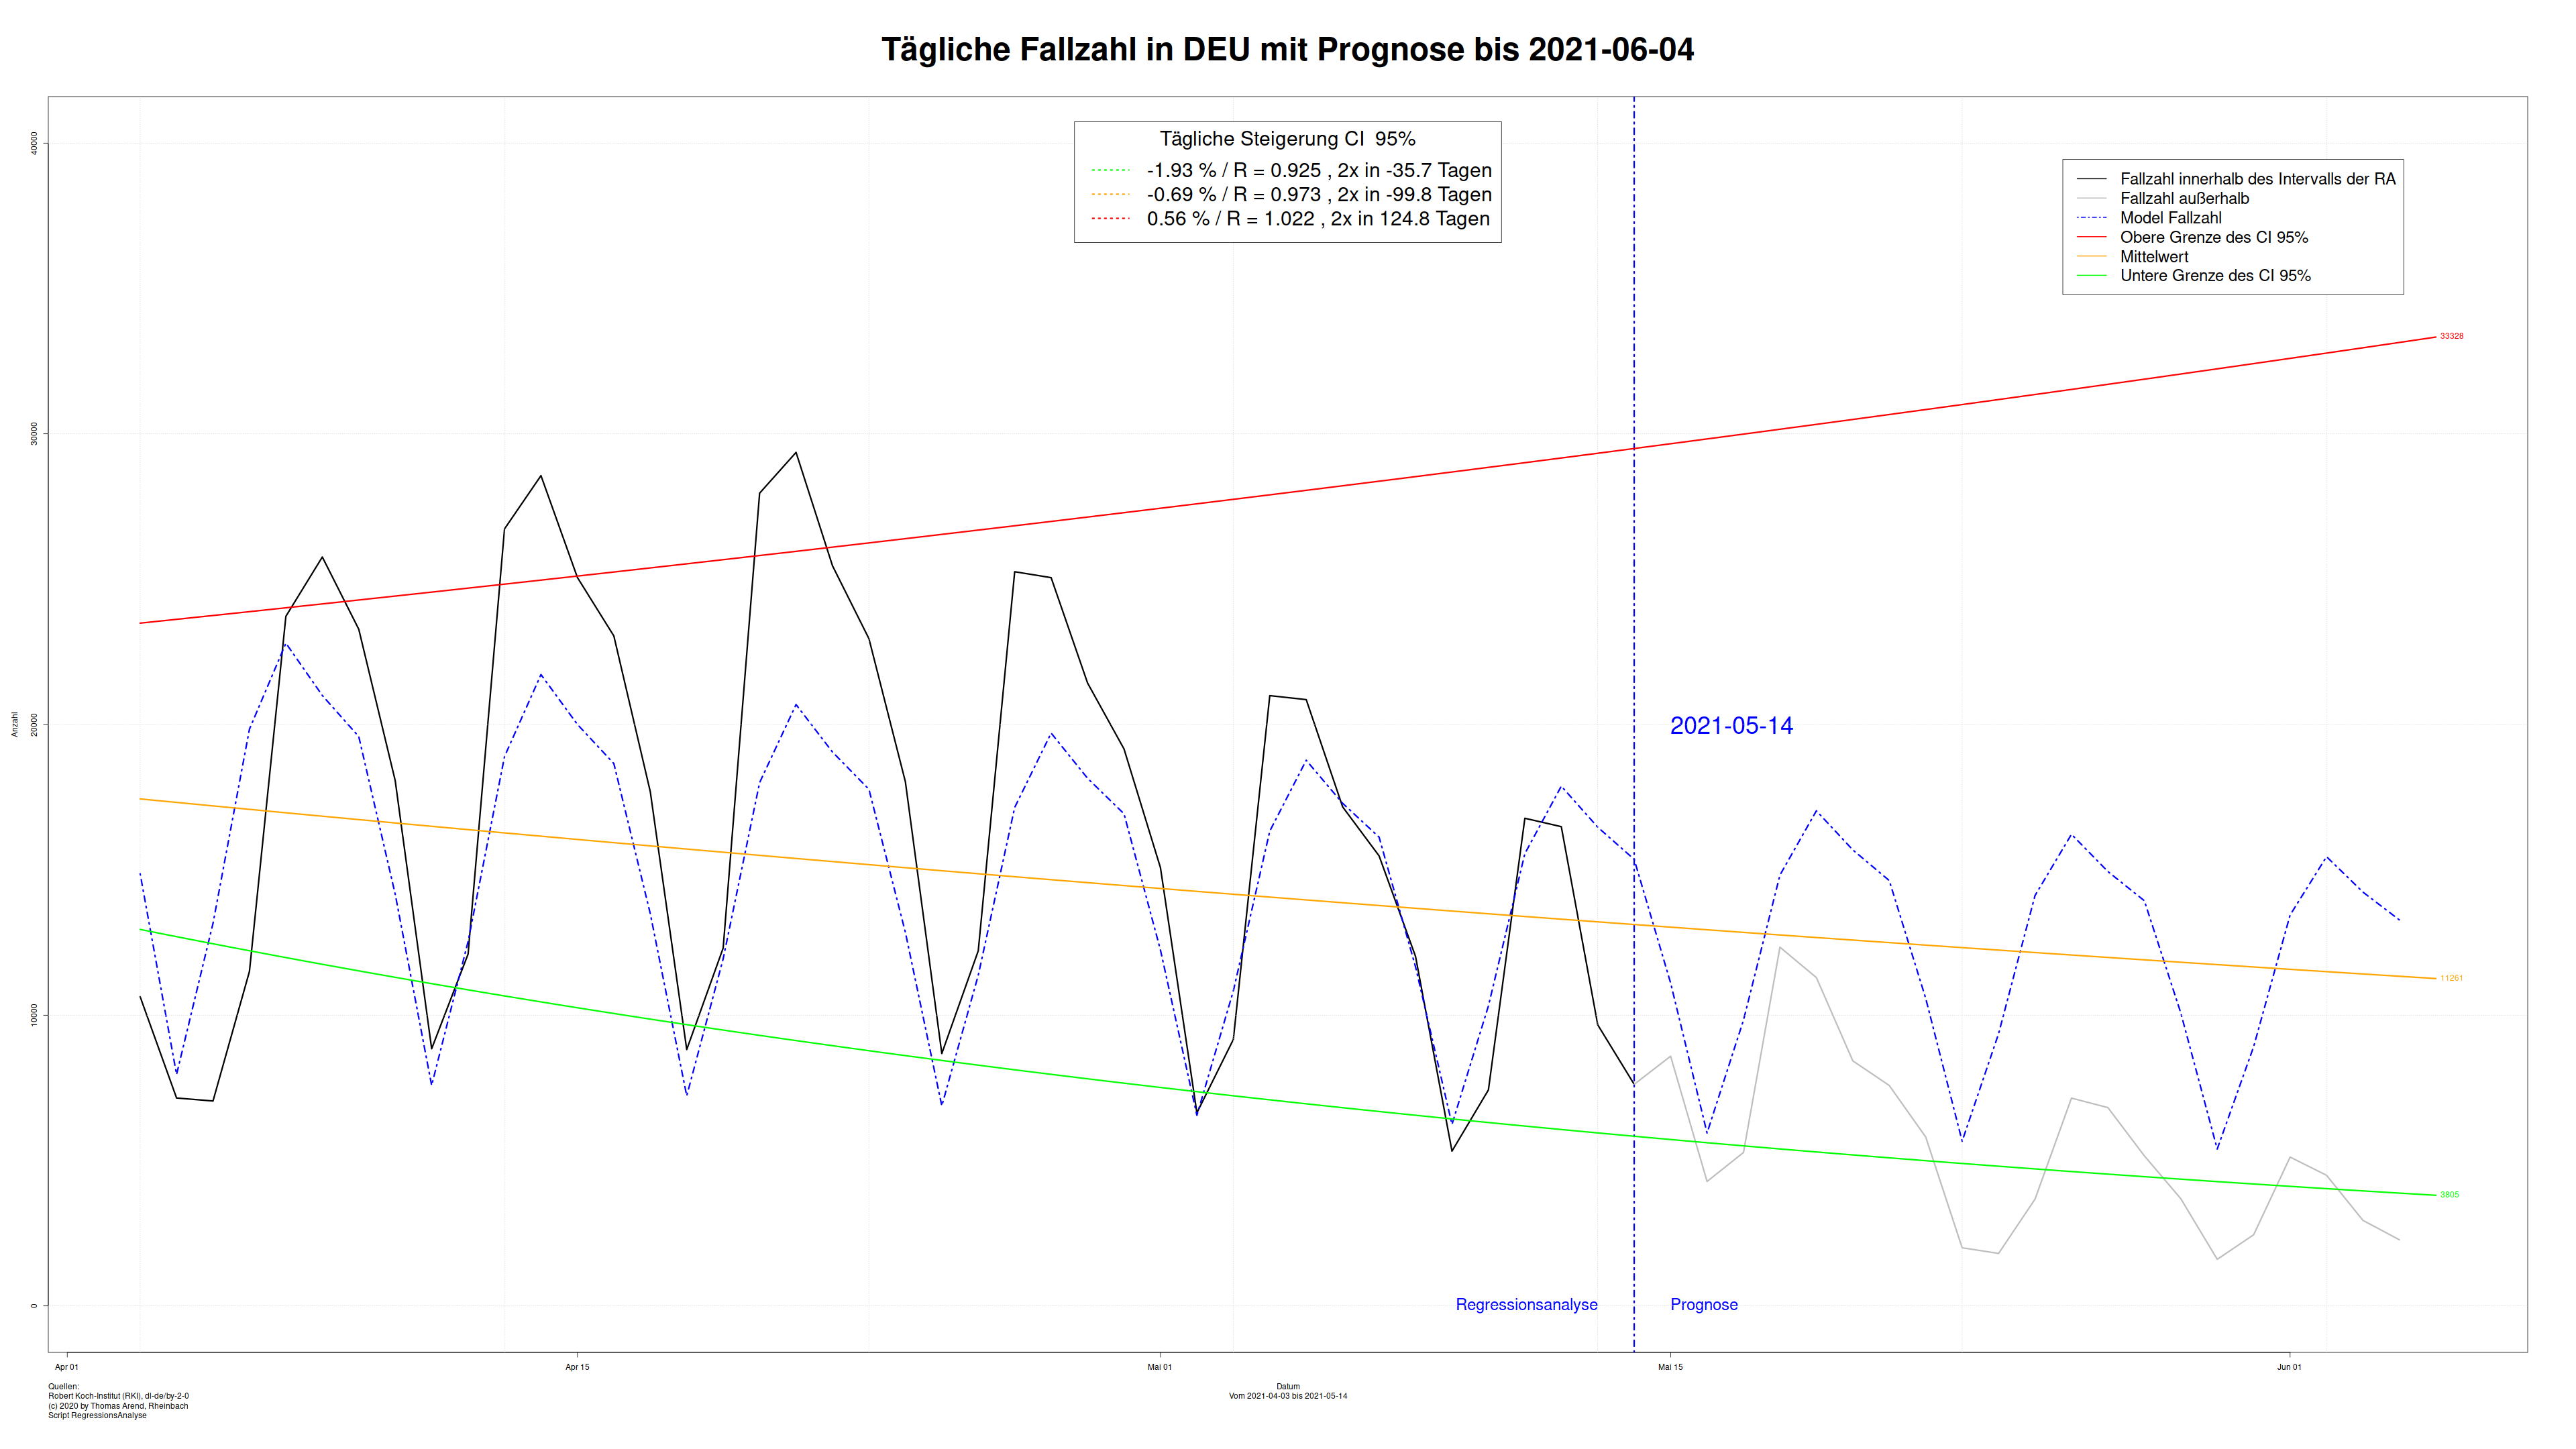 Tägliche Fallzahl in DEU mit Prognose bis 2021-06-04
Tägliche Steigerung CI  95%
-1.93 % / R = 0.925 , 2x in -35.7 Tagen
-0.69 % / R = 0.973 , 2x in -99.8 Tagen
0.56 % / R = 1.022 , 2x in 124.8 Tagen
Fallzahl innerhalb des Intervalls der RA
Fallzahl außerhalb
Model Fallzahl
Obere Grenze des CI 95%
Mittelwert
Untere Grenze des CI 95%
40000
30000
20000
10000
0
Anzahl
33328
11261
3805
2021-05-14
Regressionsanalyse
Prognose
Apr 01
Apr 15
Mai 01
Mai 15
Jun 01
Datum
Vom 2021-04-03 bis 2021-05-14
Quellen:
Robert Koch-Institut (RKI), dl-de/by-2-0
(c) 2020 by Thomas Arend, Rheinbach
Script RegressionsAnalyse